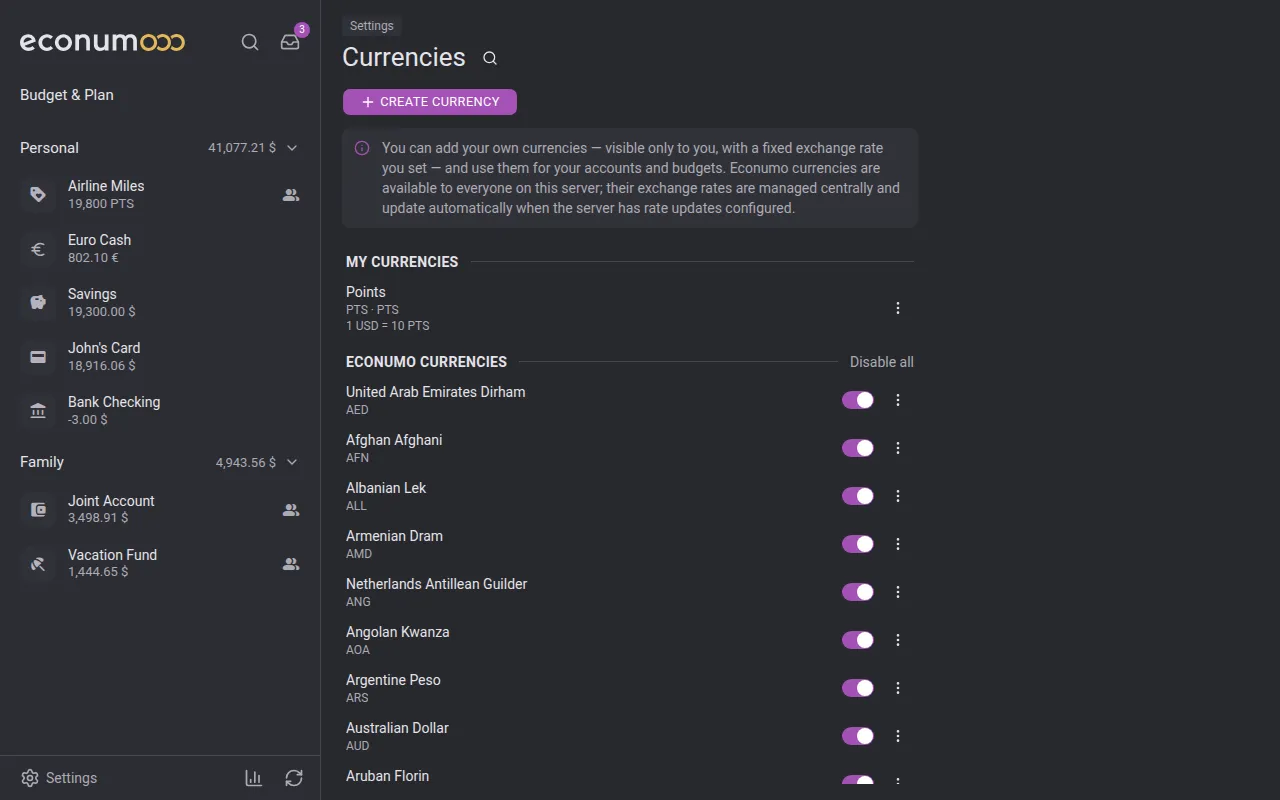 econumo
3
Budget & Plan
Personal 41,077.21 $
Airline Miles
19,800 PTS
Euro Cash
802.10 €
Savings
19,300.00 $
John's Card
18,916.06 $
Bank Checking
-3.00 $
Family 4,943.56 $
Joint Account
3,498.91 $
Vacation Fund
1,444.65 $
Settings
Settings
Currencies
CREATE CURRENCY
You can add your own currencies — visible only to you, with a fixed exchange rate
you set — and use them for your accounts and budgets. Econumo currencies are
available to everyone on this server; their exchange rates are managed centrally and
update automatically when the server has rate updates configured.
MY CURRENCIES
Points
PTS · PTS
1 USD = 10 PTS
ECONUMO CURRENCIES Disable all
United Arab Emirates Dirham
AED
Afghan Afghani
AFN
Albanian Lek
ALL
Armenian Dram
AMD
Netherlands Antillean Guilder
ANG
Angolan Kwanza
AOA
Argentine Peso
ARS
Australian Dollar
AUD
Aruban Florin